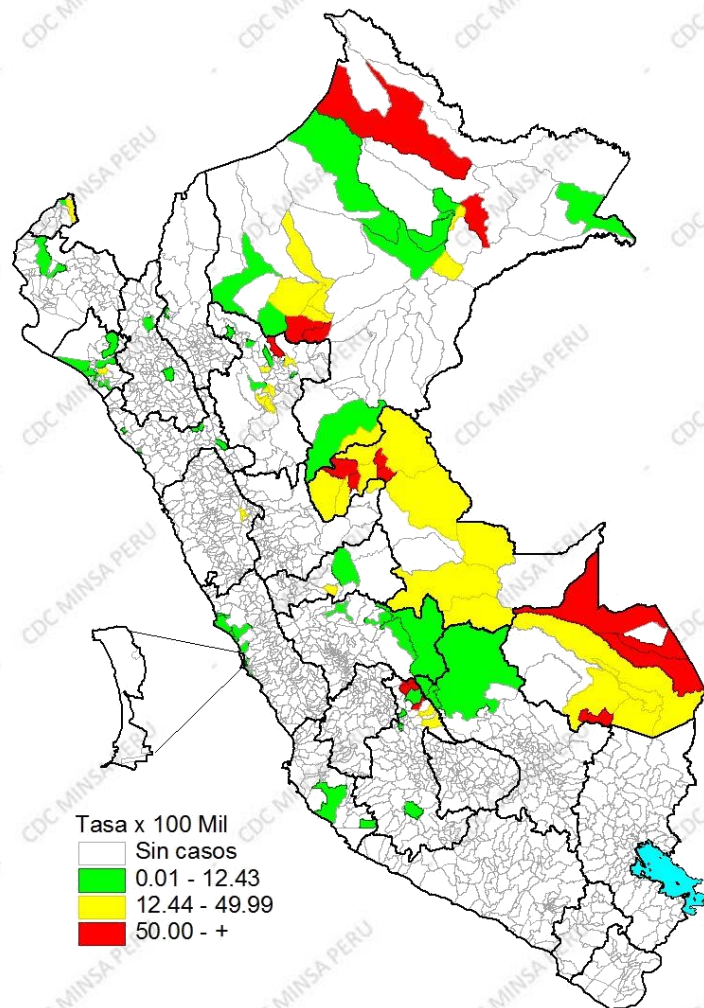 CDC MINSA PERU
Tasa x 100 Mil
Sin casos
0.01 - 12.43
12.44 - 49.99
50.00 - +